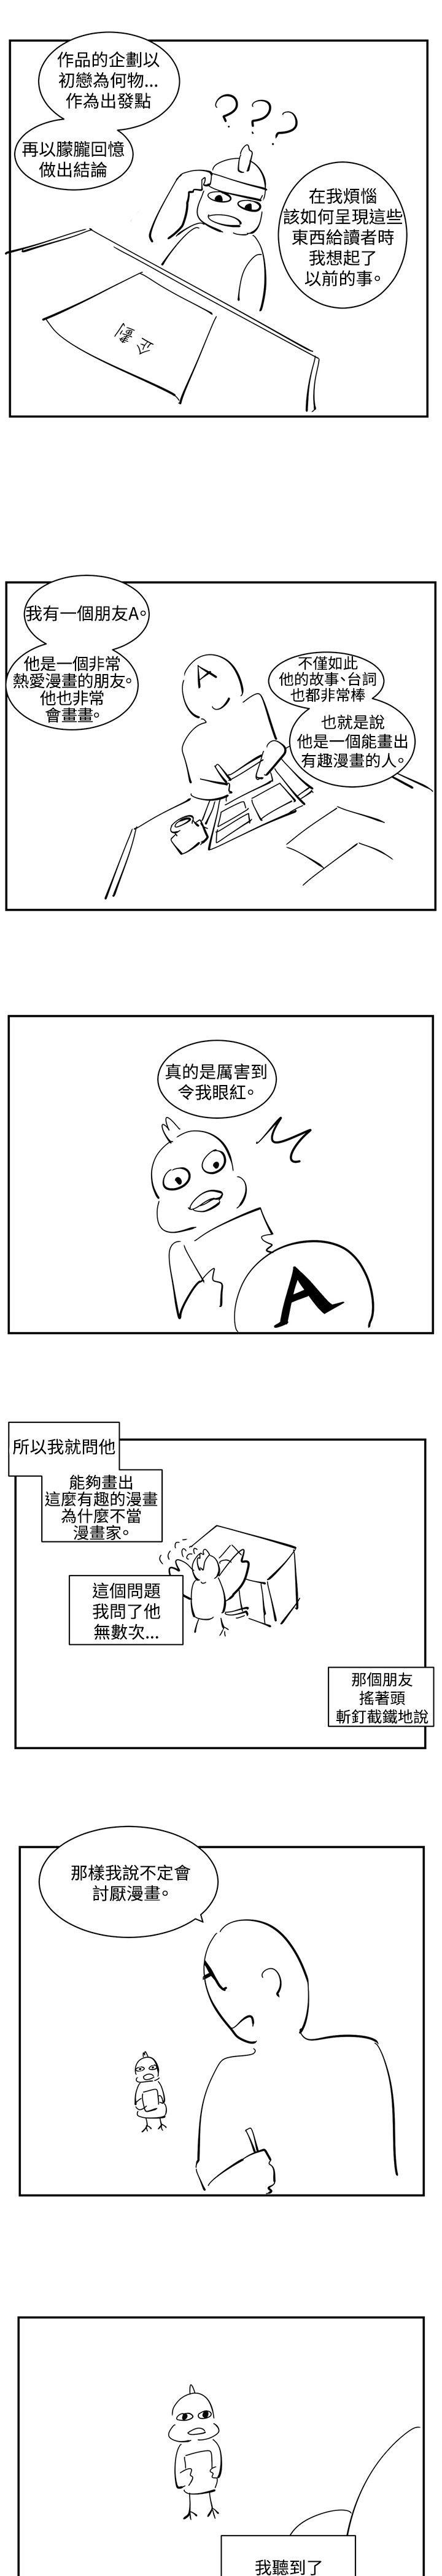 作品的企劃以
初戀為何物...
作為出發點
再以朦朧回憶
做出結論
???
在我煩惱
該如何呈現這些
東西給讀者時
我想起了
以前的事。
企劃
我有一個朋友A。
他是一個非常
熱愛漫畫的朋友。
他也非常
會畫畫。
A
不僅如此
他的故事、台詞
也都非常棒
也就是說
他是一個能畫出
有趣漫畫的人。
真的是厲害到
令我眼紅。
A
所以我就問他
能夠畫出
這麼有趣的漫畫
為什麼不當
漫畫家。
這個問題
我問了他
無數次...
那個朋友
搖著頭
斬釘截鐵地說
那樣我說不定會
討厭漫畫。
A
我聽到了